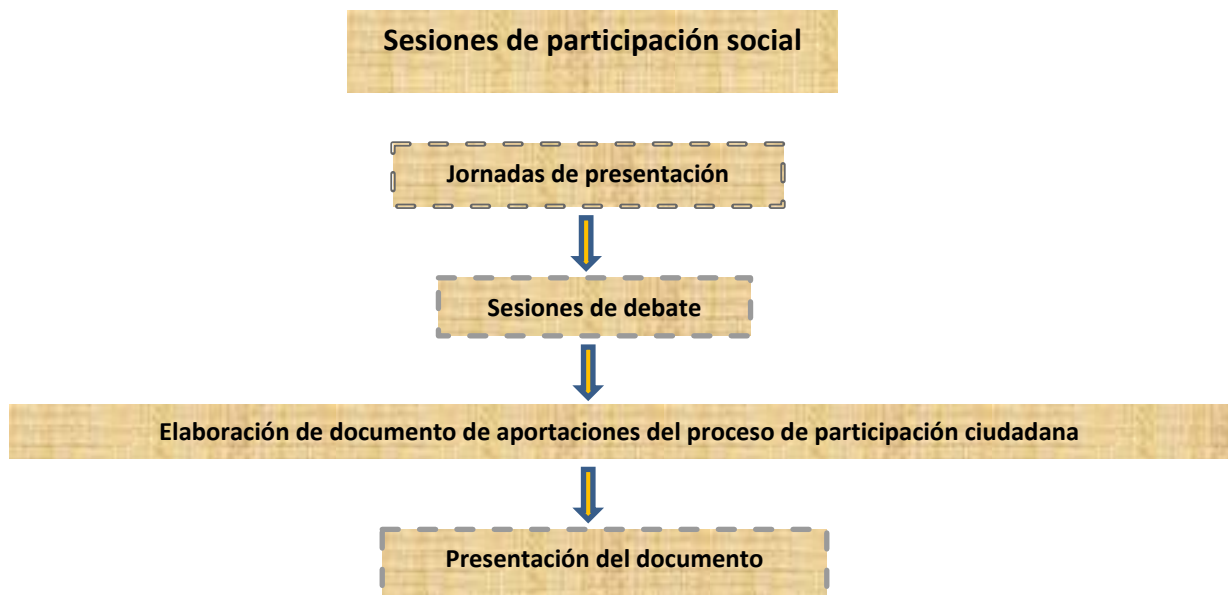 Sesiones de participación social
Jornadas de presentación
Sesiones de debate
Elaboración de documento de aportaciones del proceso de participación ciudadana
Presentación del documento